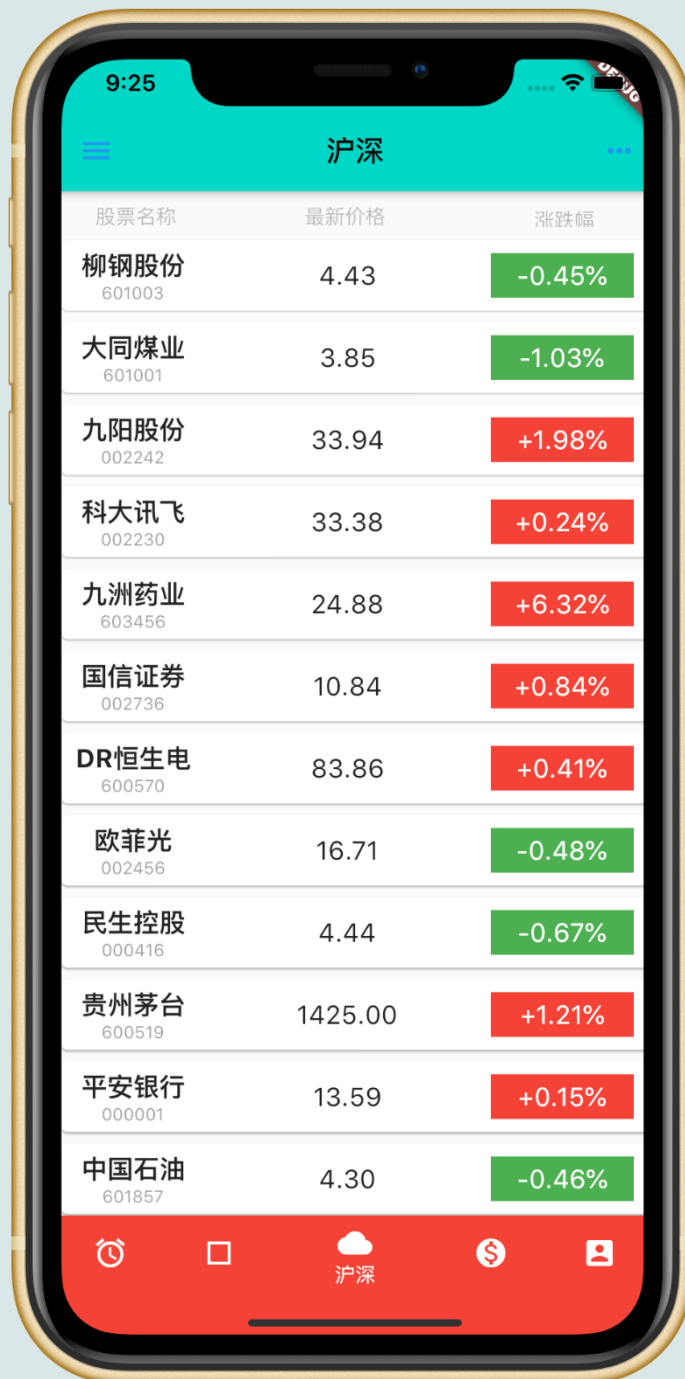 9:25
DEBUG
沪深
股票名称 最新价格 涨跌幅
柳钢股份 4.43 -0.45%
601003
大同煤业 3.85 -1.03%
601001
九阳股份 33.94 +1.98%
002242
科大讯飞 33.38 +0.24%
002230
九洲药业 24.88 +6.32%
603456
国信证券 10.84 +0.84%
002736
DR恒生电 83.86 +0.41%
600570
欧菲光 16.71 -0.48%
002456
民生控股 4.44 -0.67%
000416
贵州茅台 1425.00 +1.21%
600519
平安银行 13.59 +0.15%
000001
中国石油 4.30 -0.46%
601857
沪深